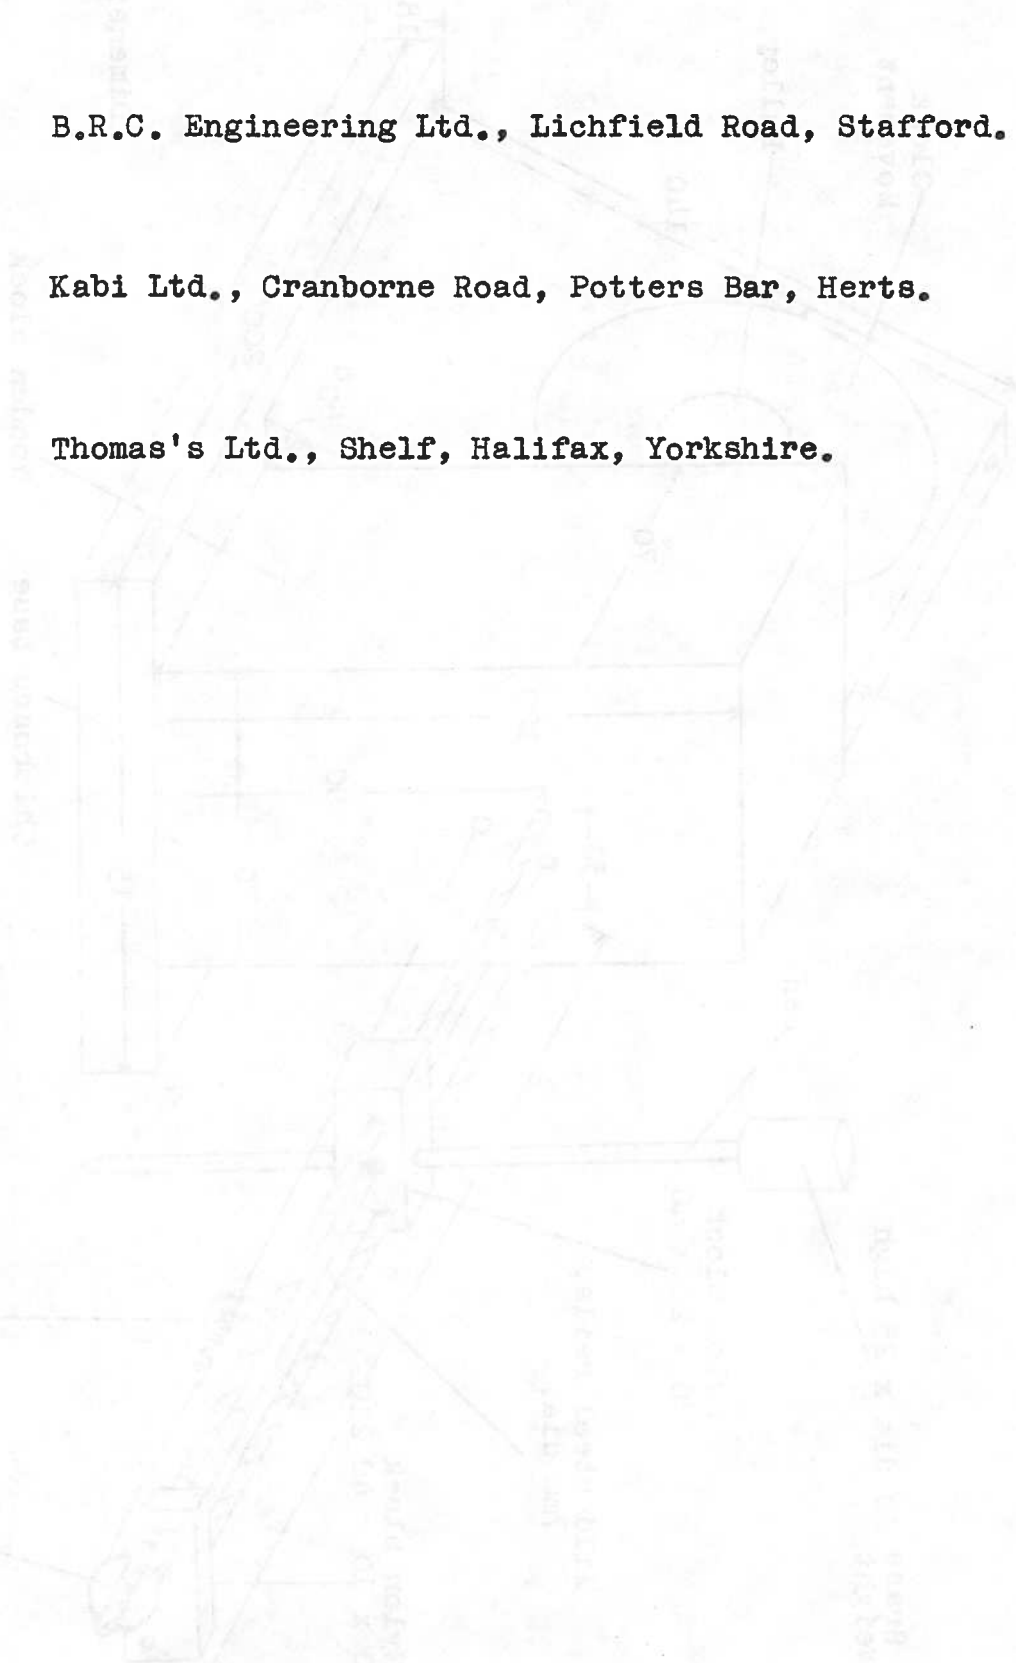 B.R.C. Engineering Ltd., Lichfield Road, Stafford.
Kabi Ltd., Cranborne Road, Potters Bar, Herts.
Thomas's Ltd., Shelf, Halifax, Yorkshire.